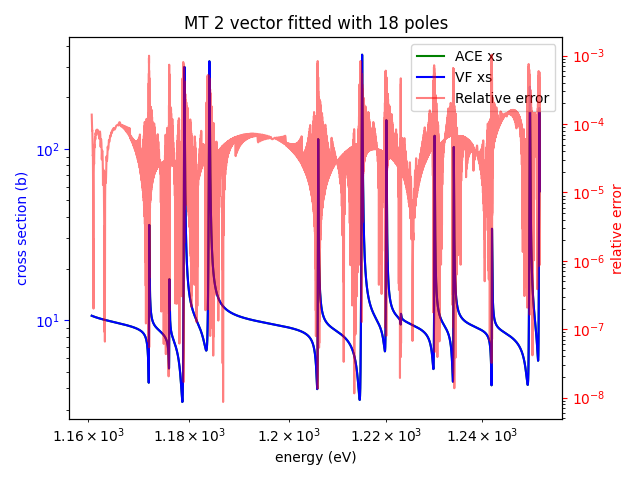 MT 2 vector fitted with 18 poles
ACE xs
VF xs
Relative error
cross section (b)
10²
10¹
relative error
10⁻³
10⁻⁴
10⁻⁵
10⁻⁶
10⁻⁷
10⁻⁸
1.16 × 10³ 1.18 × 10³ 1.2 × 10³ 1.22 × 10³ 1.24 × 10³
energy (eV)